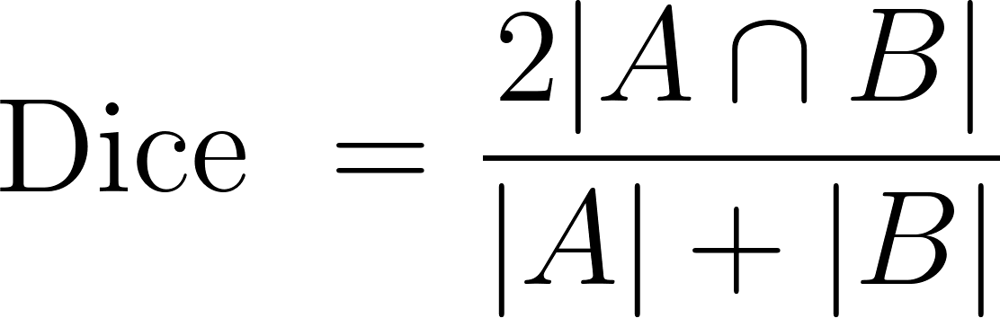 Dice = 2|A ∩ B|
|A| + |B|